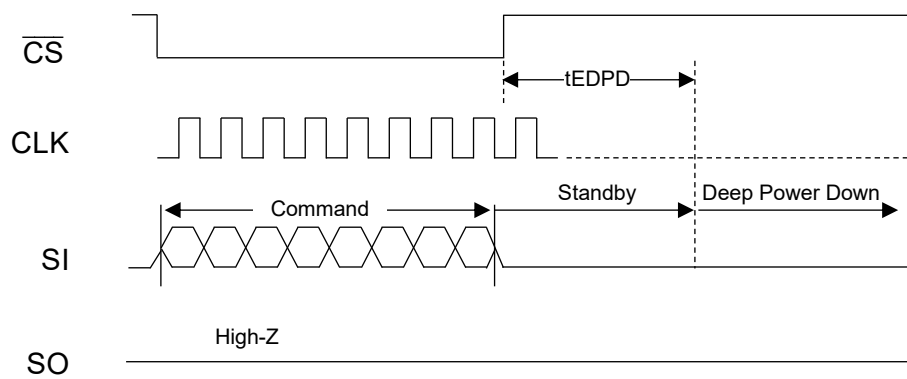 CS
tEDPD
CLK
Standby
Deep Power Down
Command
SI
High-Z
SO